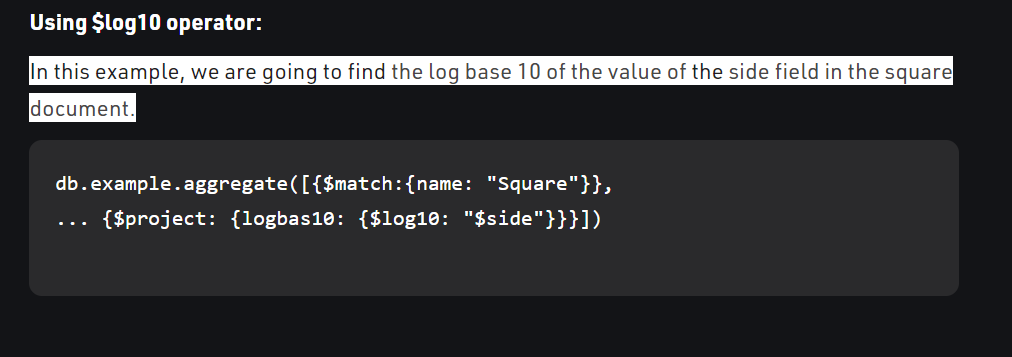 Using $log10 operator:
In this example, we are going to find the log base 10 of the value of the side field in the square
document.
db.example.aggregate([{$match:{name: "Square"}},
... {$project: {logbas10: {$log10: "$side"}}}])